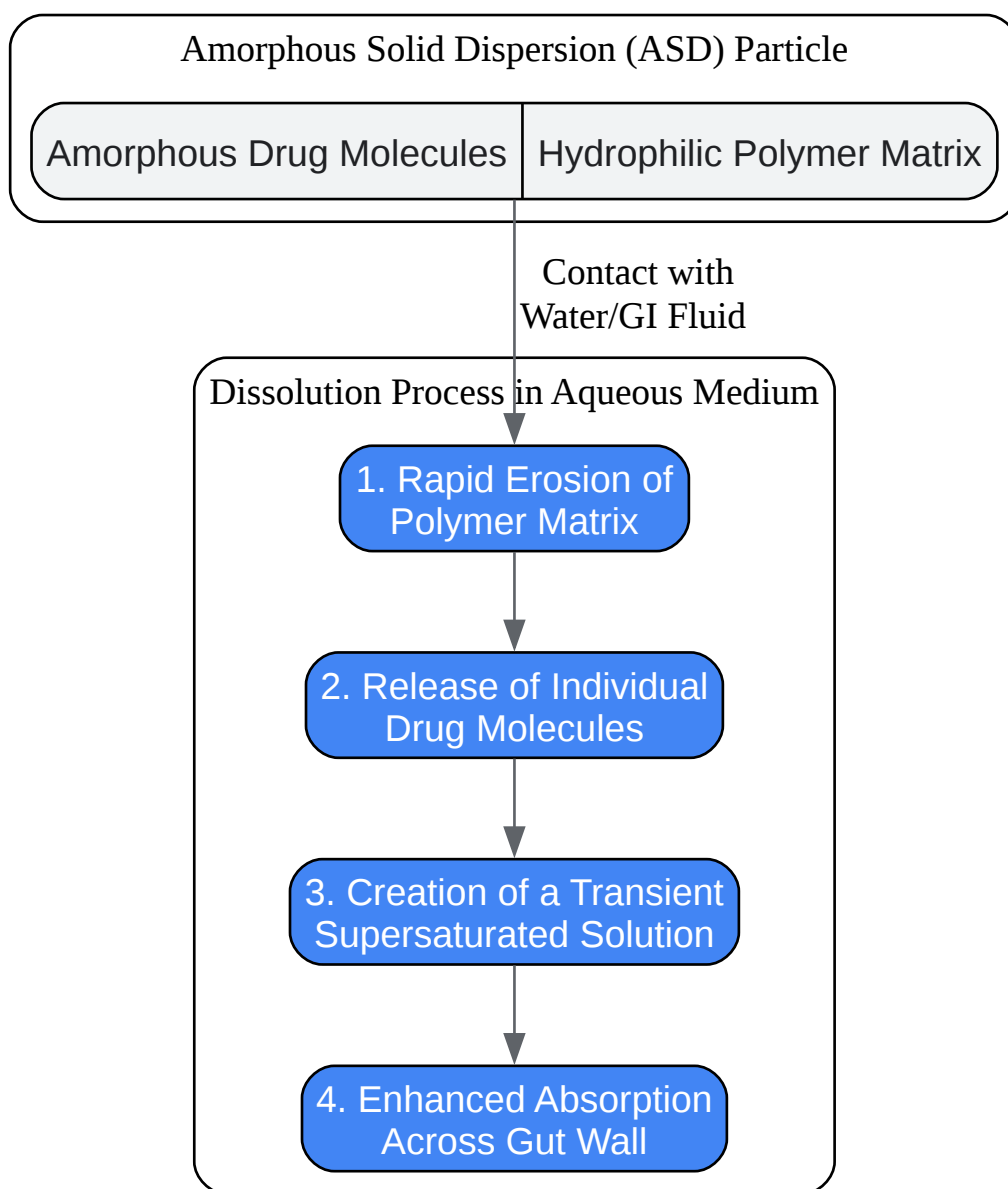 Amorphous Solid Dispersion (ASD) Particle
Amorphous Drug Molecules
Hydrophilic Polymer Matrix
Contact with
Water/GI Fluid
Dissolution Process in Aqueous Medium
1. Rapid Erosion of
Polymer Matrix
2. Release of Individual
Drug Molecules
3. Creation of a Transient
Supersaturated Solution
4. Enhanced Absorption
Across Gut Wall